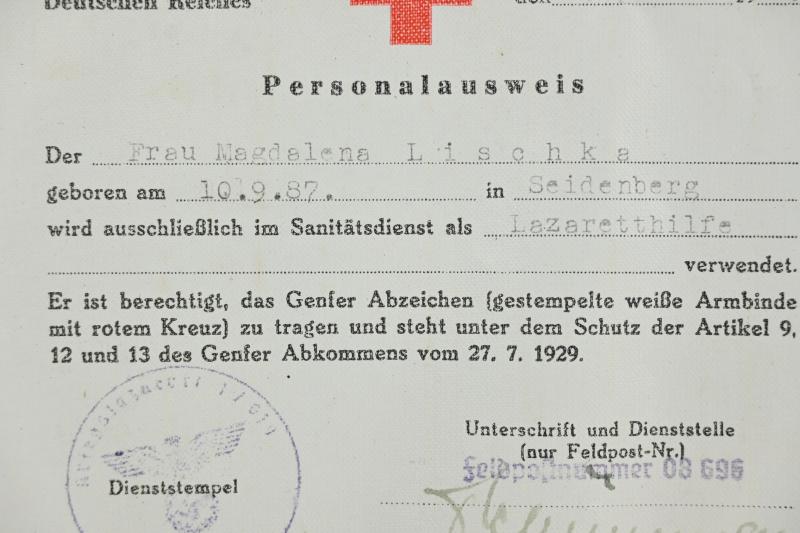 Deutschen Reiches
den 19
Personalausweis
Der Frau Magdalena Lischka
geboren am 10.9.87. in Seidenberg
wird ausschließlich im Sanitätsdienst als Lazaretthilfe
verwendet.
Er ist berechtigt, das Genfer Abzeichen (gestempelte weiße Armbinde
mit rotem Kreuz) zu tragen und steht unter dem Schutz der Artikel 9,
12 und 13 des Genfer Abkommens vom 27. 7. 1929.
Unterschrift und Dienststelle
(nur Feldpost-Nr.)
Feldpostnummer 08 696
Dienststempel